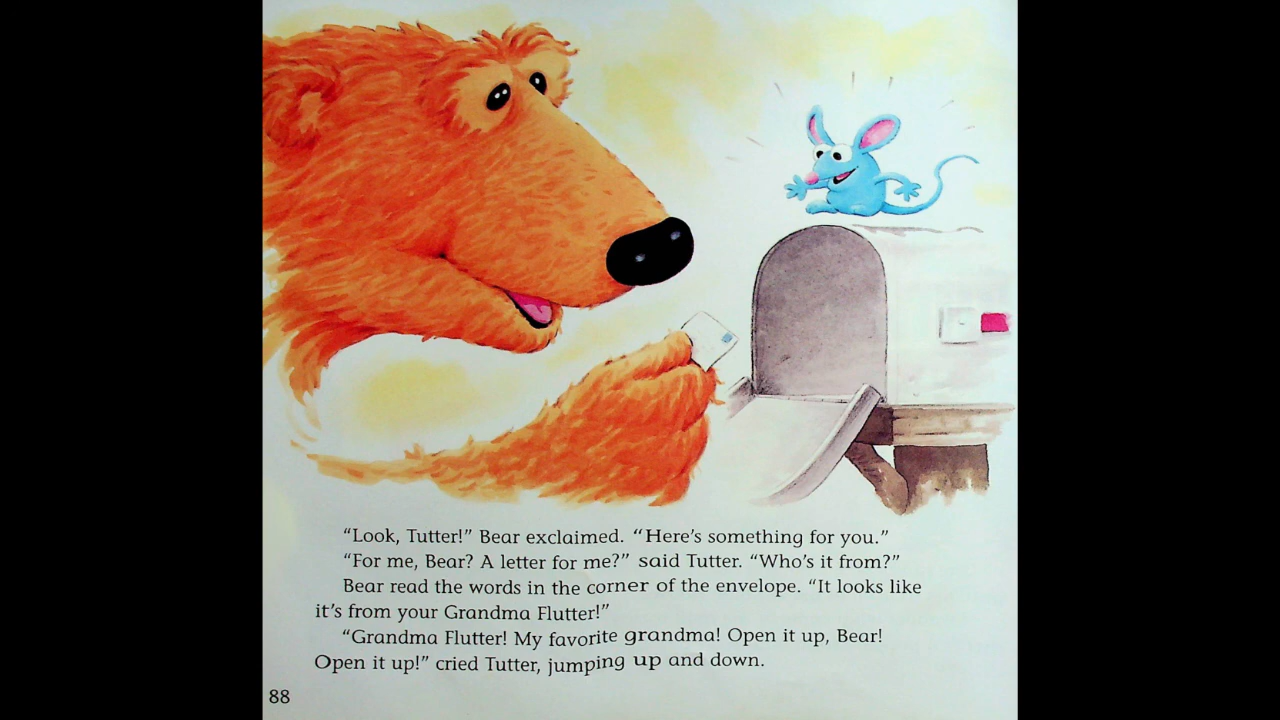 “Look, Tutter!” Bear exclaimed. “Here’s something for you.”
“For me, Bear? A letter for me?” said Tutter. “Who’s it from?”
Bear read the words in the corner of the envelope. “It looks like
it’s from your Grandma Flutter!”
“Grandma Flutter! My favorite grandma! Open it up, Bear!
Open it up!” cried Tutter, jumping up and down.
88